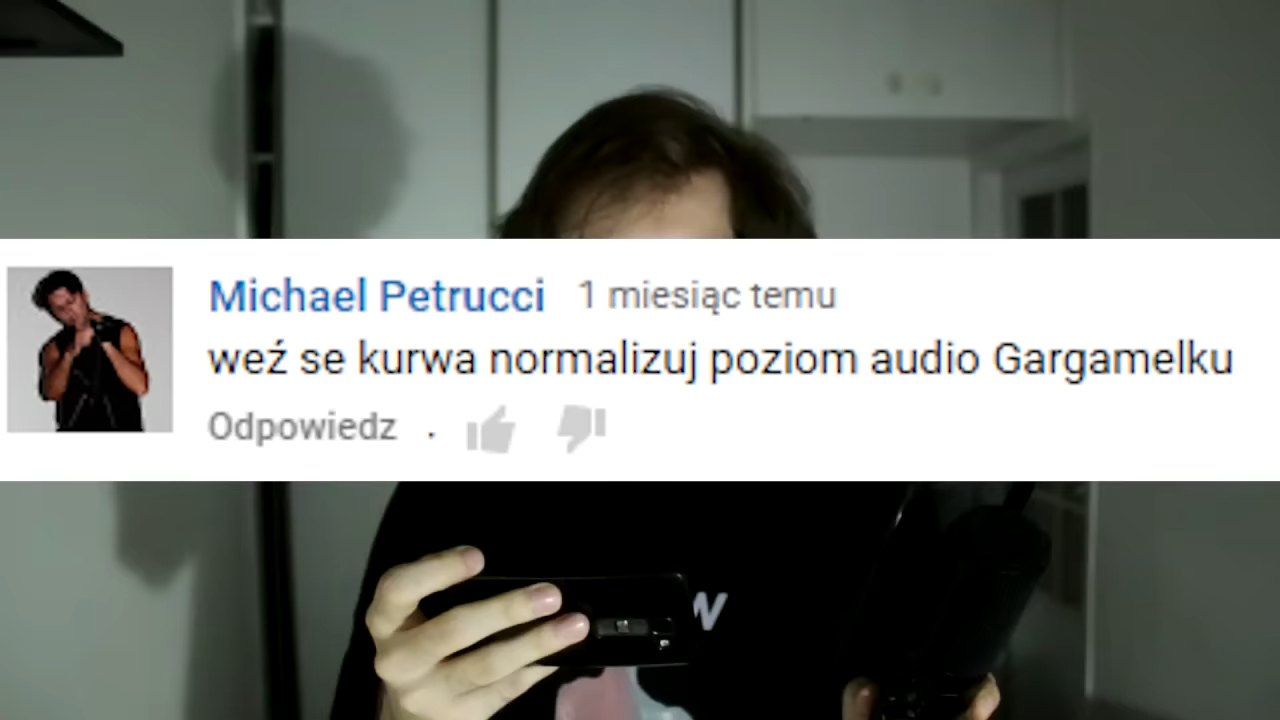 Michael Petrucci 1 miesiąc temu
weź se kurwa normalizuj poziom audio Gargamelku
Odpowiedz .
W